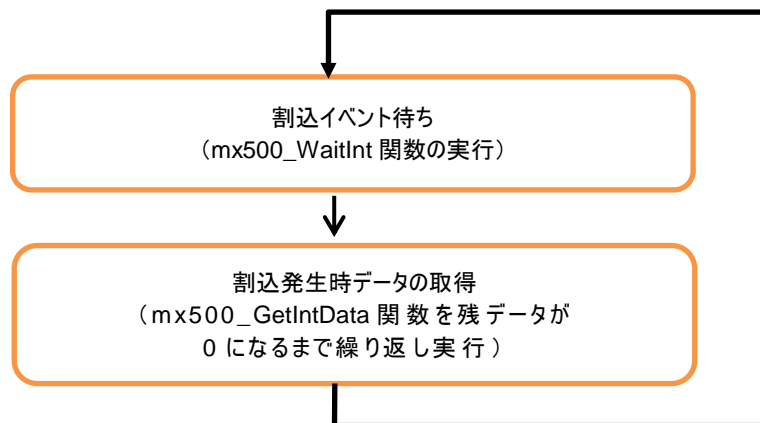 割込イベント待ち
（mx500_WaitInt 関数の実行）
割込発生時データの取得
（mx500_GetIntData 関数を残データが
0 になるまで繰り返し実行）